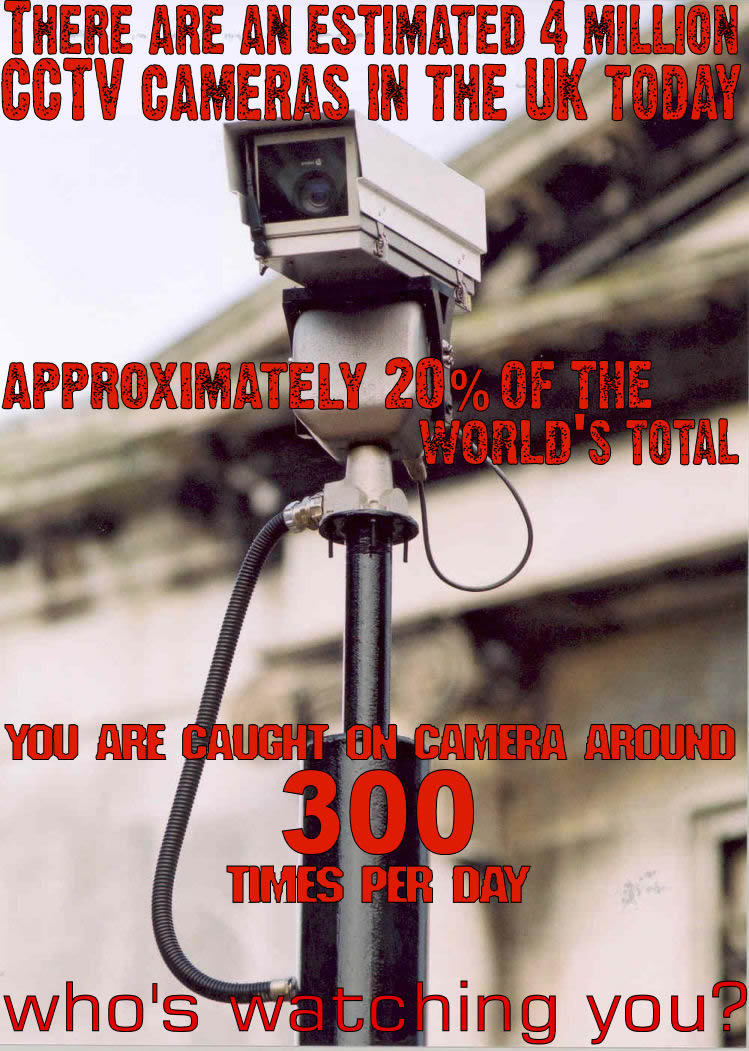 There are an estimated 4 million
CCTV cameras in the UK today
approximately 20% of the
world's total
you are caught on camera around
300
times per day
who's watching you?